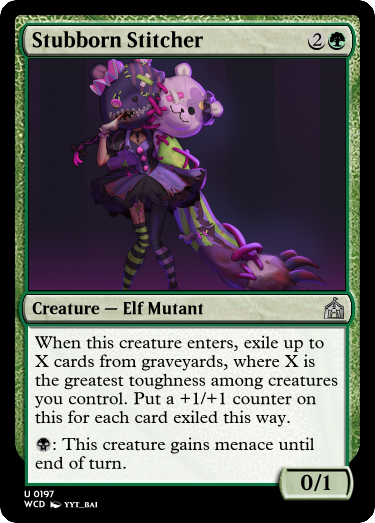 Stubborn Stitcher 2
Creature — Elf Mutant
When this creature enters, exile up to
X cards from graveyards, where X is
the greatest toughness among creatures
you control. Put a +1/+1 counter on
this for each card exiled this way.
: This creature gains menace until
end of turn.
0/1
U 0197
WCD YYT_BAI